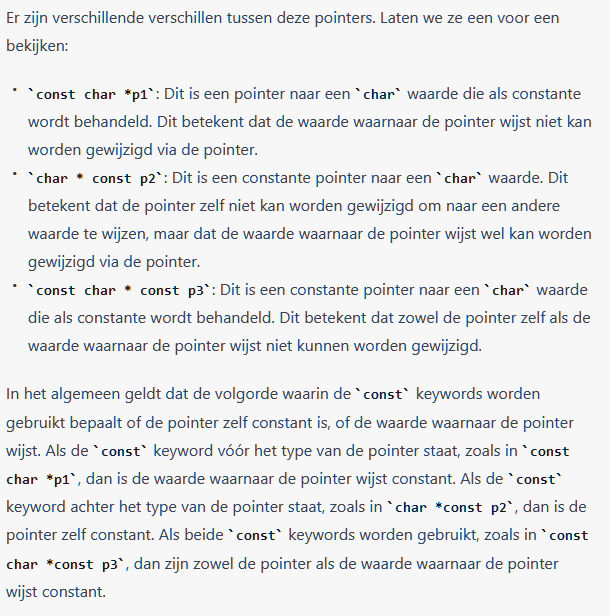 Er zijn verschillende verschillen tussen deze pointers. Laten we ze een voor een
bekijken:
• `const char *p1`: Dit is een pointer naar een `char` waarde die als constante
wordt behandeld. Dit betekent dat de waarde waarnaar de pointer wijst niet kan
worden gewijzigd via de pointer.
• `char * const p2`: Dit is een constante pointer naar een `char` waarde. Dit
betekent dat de pointer zelf niet kan worden gewijzigd om naar een andere
waarde te wijzen, maar dat de waarde waarnaar de pointer wijst wel kan worden
gewijzigd via de pointer.
• `const char * const p3`: Dit is een constante pointer naar een `char` waarde
die als constante wordt behandeld. Dit betekent dat zowel de pointer zelf als de
waarde waarnaar de pointer wijst niet kunnen worden gewijzigd.
In het algemeen geldt dat de volgorde waarin de `const` keywords worden
gebruikt bepaalt of de pointer zelf constant is, of de waarde waarnaar de pointer
wijst. Als de `const` keyword vóór het type van de pointer staat, zoals in `const
char *p1`, dan is de waarde waarnaar de pointer wijst constant. Als de `const`
keyword achter het type van de pointer staat, zoals in `char *const p2`, dan is de
pointer zelf constant. Als beide `const` keywords worden gebruikt, zoals in `const
char *const p3`, dan zijn zowel de pointer als de waarde waarnaar de pointer
wijst constant.